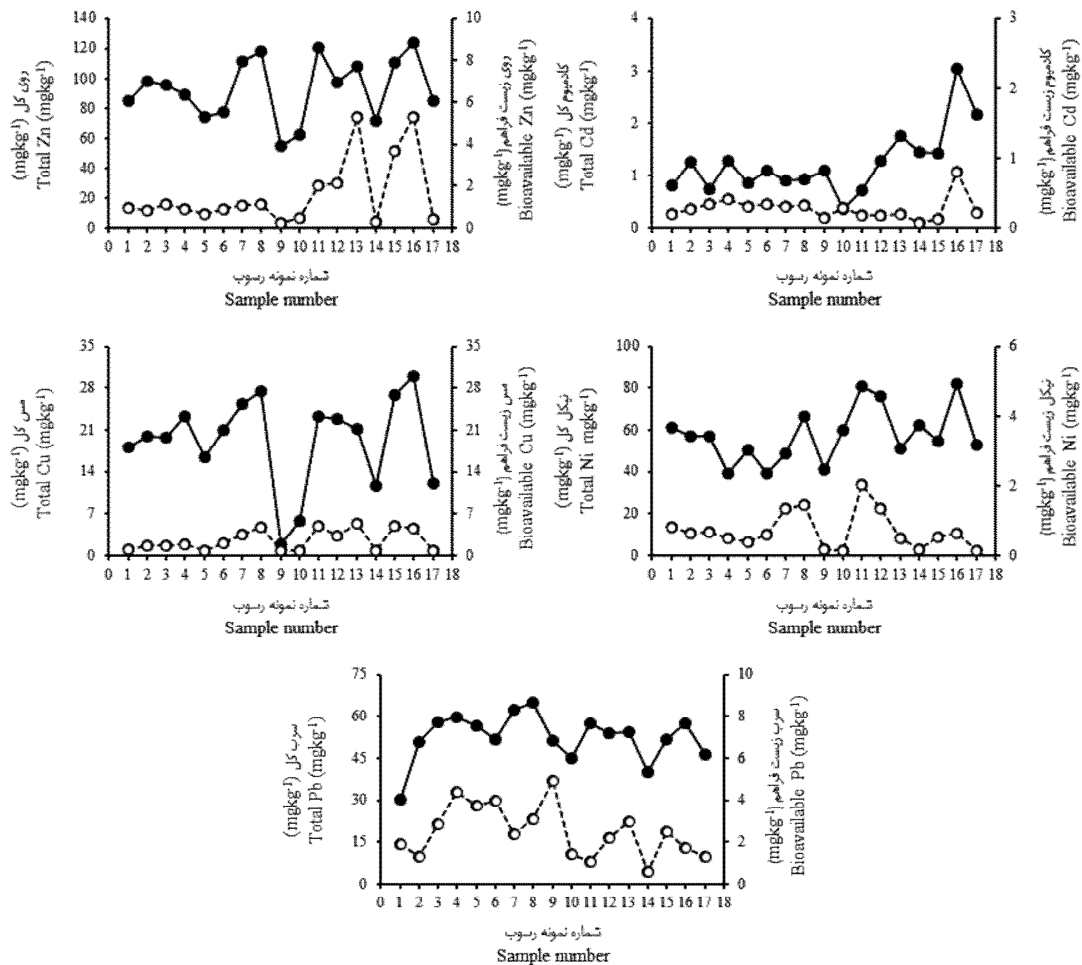 140
120
100
80
60
40
20
0
روی کل (mgkg-1)
Total Zn (mgkg-1)
10
8
6
4
2
0
روی زیست فراهم (mgkg-1)
Bioavailable Zn (mgkg-1)
0 1 2 3 4 5 6 7 8 9 10 11 12 13 14 15 16 17 18
شماره نمونه رسوب
Sample number
4
3
2
1
0
کادمیوم کل (mgkg-1)
Total Cd (mgkg-1)
3
2
1
0
کادمیوم زیست فراهم (mgkg-1)
Bioavailable Cd (mgkg-1)
0 1 2 3 4 5 6 7 8 9 10 11 12 13 14 15 16 17 18
شماره نمونه رسوب
Sample number
35
28
21
14
7
0
مس کل (mgkg-1)
Total Cu (mgkg-1)
35
28
21
14
7
0
مس زیست فراهم (mgkg-1)
Bioavailable Cu (mgkg-1)
0 1 2 3 4 5 6 7 8 9 10 11 12 13 14 15 16 17 18
شماره نمونه رسوب
Sample number
100
80
60
40
20
0
نیکل کل (mgkg-1)
Total Ni mgkg-1)
6
4
2
0
نیکل زیست فراهم (mgkg-1)
Bioavailable Ni (mgkg-1)
0 1 2 3 4 5 6 7 8 9 10 11 12 13 14 15 16 17 18
شماره نمونه رسوب
Sample number
75
60
45
30
15
0
سرب کل (mgkg-1)
Total Pb (mgkg-1)
10
8
6
4
2
0
سرب زیست فراهم (mgkg-1)
Bioavailable Pb (mgkg-1)
0 1 2 3 4 5 6 7 8 9 10 11 12 13 14 15 16 17 18
شماره نمونه رسوب
Sample number